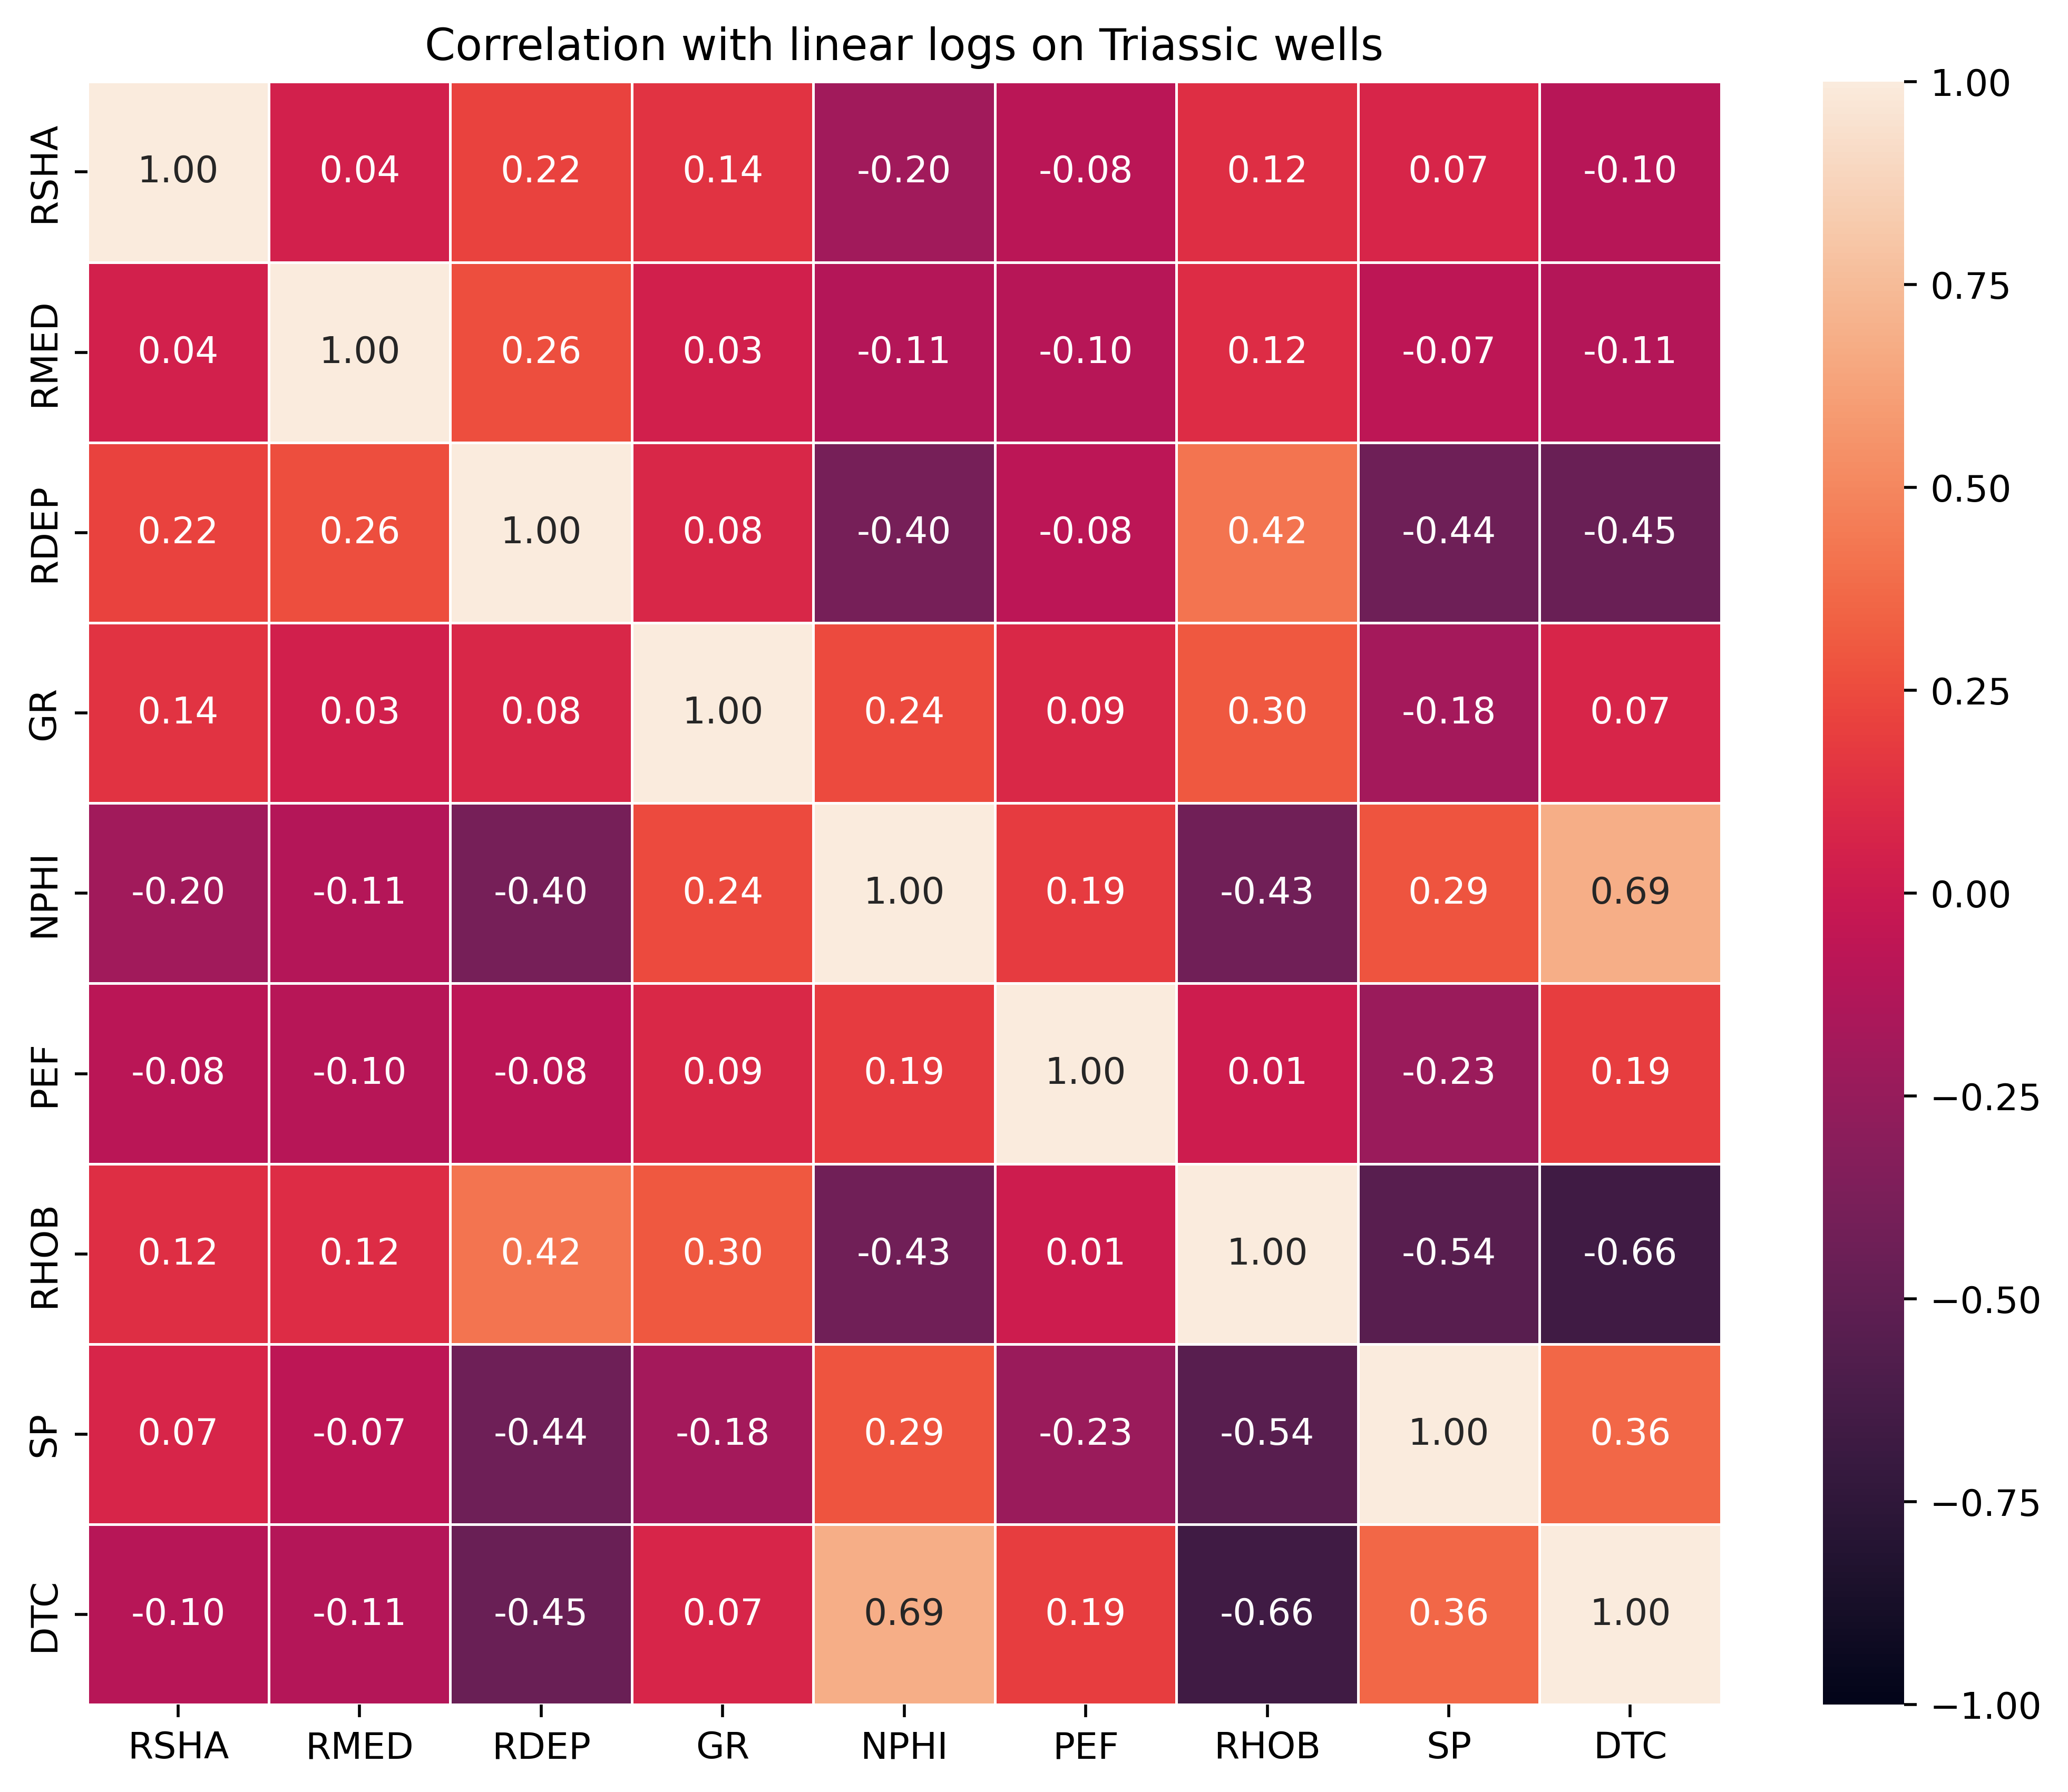 Correlation with linear logs on Triassic wells
RSHA 1.00 0.04 0.22 0.14 -0.20 -0.08 0.12 0.07 -0.10
RMED 0.04 1.00 0.26 0.03 -0.11 -0.10 0.12 -0.07 -0.11
RDEP 0.22 0.26 1.00 0.08 -0.40 -0.08 0.42 -0.44 -0.45
GR 0.14 0.03 0.08 1.00 0.24 0.09 0.30 -0.18 0.07
NPHI -0.20 -0.11 -0.40 0.24 1.00 0.19 -0.43 0.29 0.69
PEF -0.08 -0.10 -0.08 0.09 0.19 1.00 0.01 -0.23 0.19
RHOB 0.12 0.12 0.42 0.30 -0.43 0.01 1.00 -0.54 -0.66
SP 0.07 -0.07 -0.44 -0.18 0.29 -0.23 -0.54 1.00 0.36
DTC -0.10 -0.11 -0.45 0.07 0.69 0.19 -0.66 0.36 1.00
RSHA RMED RDEP GR NPHI PEF RHOB SP DTC
1.00
0.75
0.50
0.25
0.00
−0.25
−0.50
−0.75
−1.00